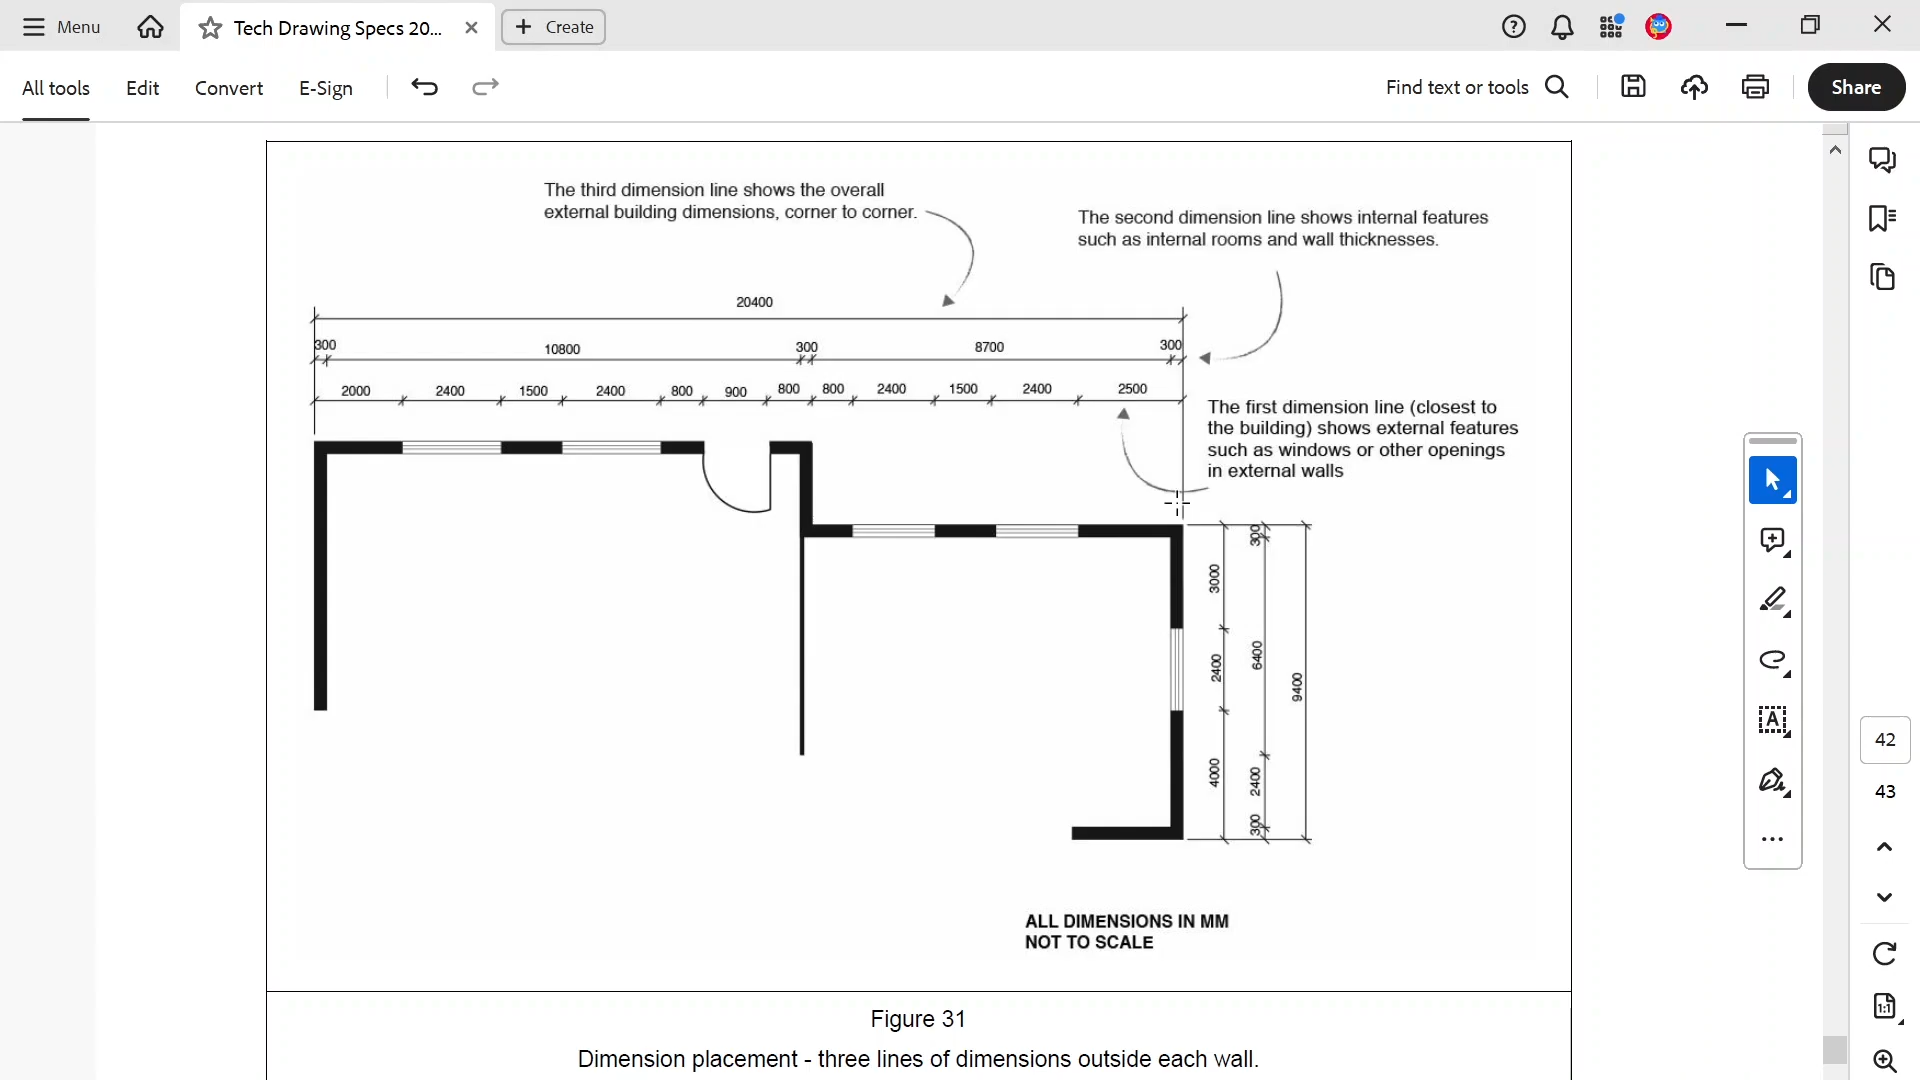 Menu
Tech Drawing Specs 20...
Create
All tools
Edit
Convert
E-Sign
Find text or tools
Share
The third dimension line shows the overall
external building dimensions, corner to corner.
The second dimension line shows internal features
such as internal rooms and wall thicknesses.
20400
300 10800 300 8700 300
2000 2400 1500 2400 800 900 800 800 2400 1500 2400 2500
The first dimension line (closest to
the building) shows external features
such as windows or other openings
in external walls
3000
2400
4000
300
6400
2400
300
9400
ALL DIMENSIONS IN MM
NOT TO SCALE
Figure 31
Dimension placement - three lines of dimensions outside each wall.
A
42
43
1:1